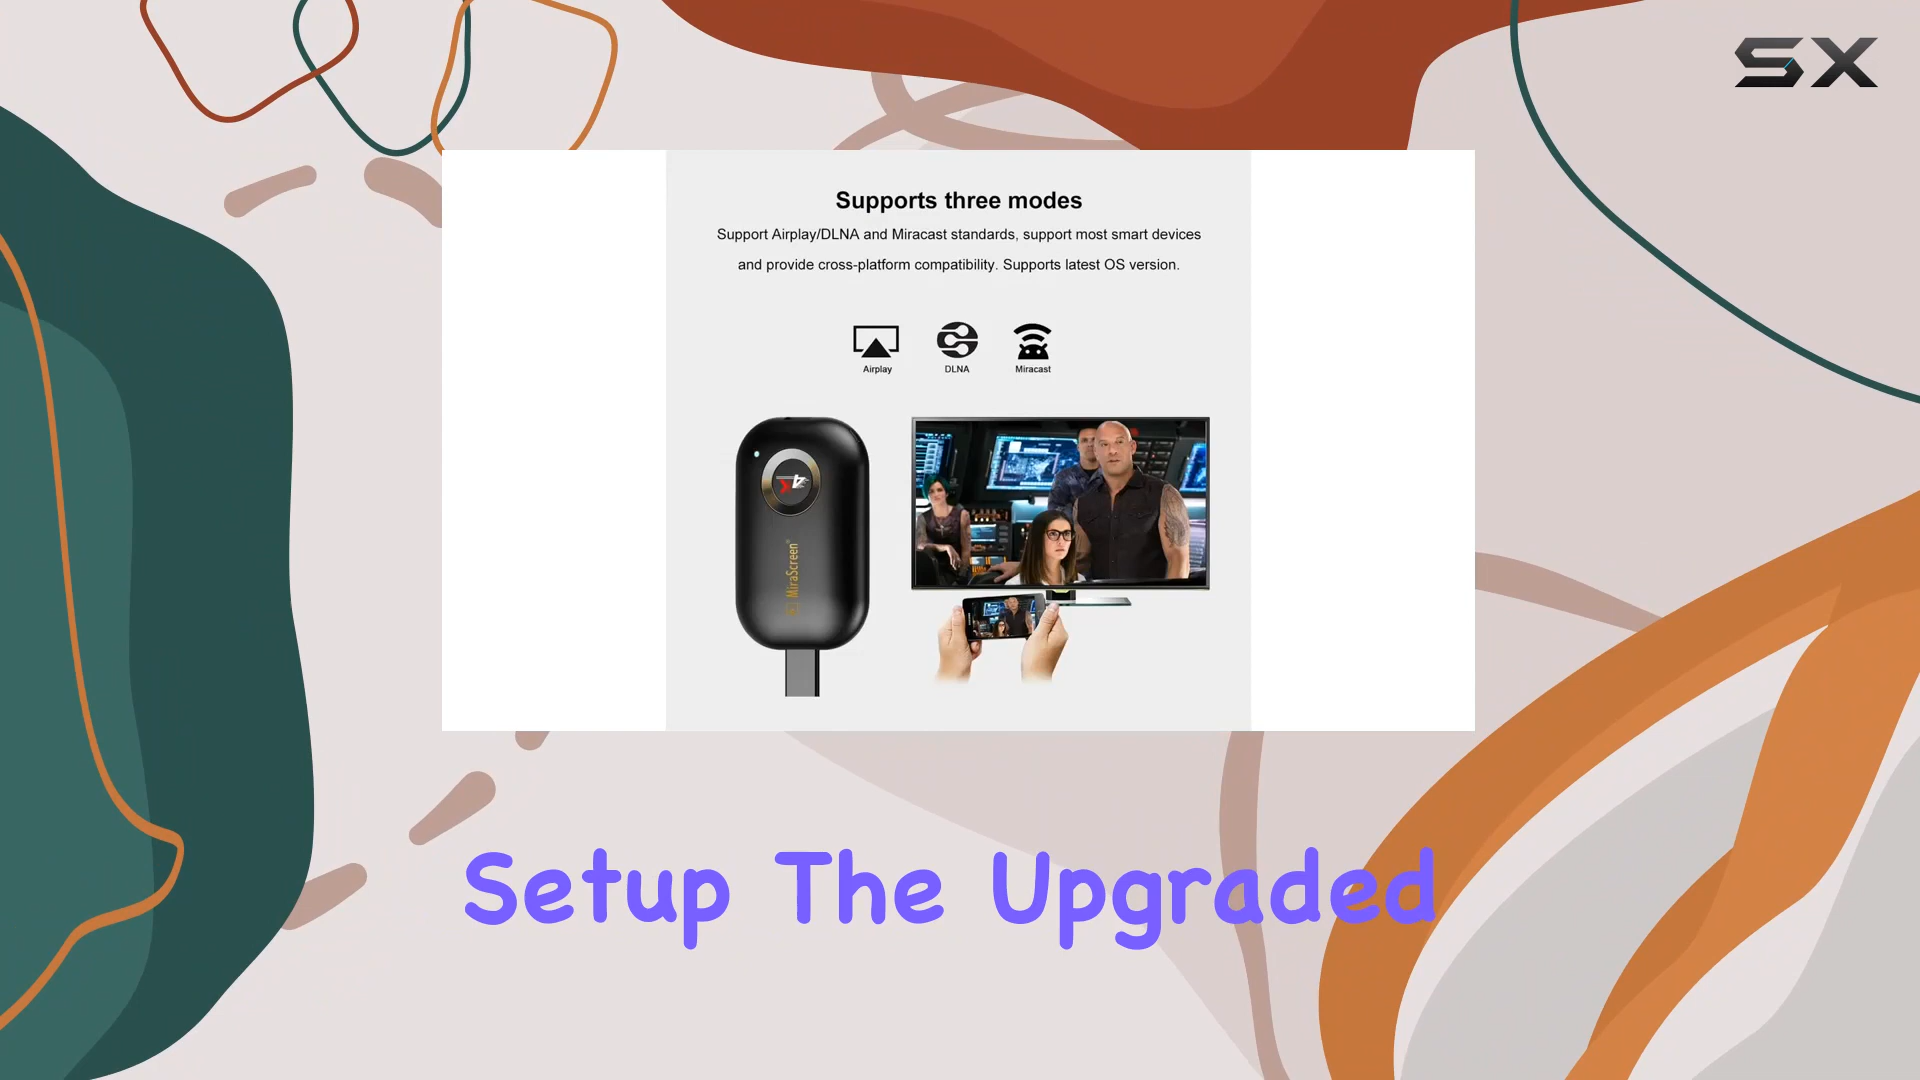 SX
Supports three modes
Support Airplay/DLNA and Miracast standards, support most smart devices
and provide cross-platform compatibility. Supports latest OS version.
Airplay DLNA Miracast
4K
MiraScreen®
Setup The Upgraded